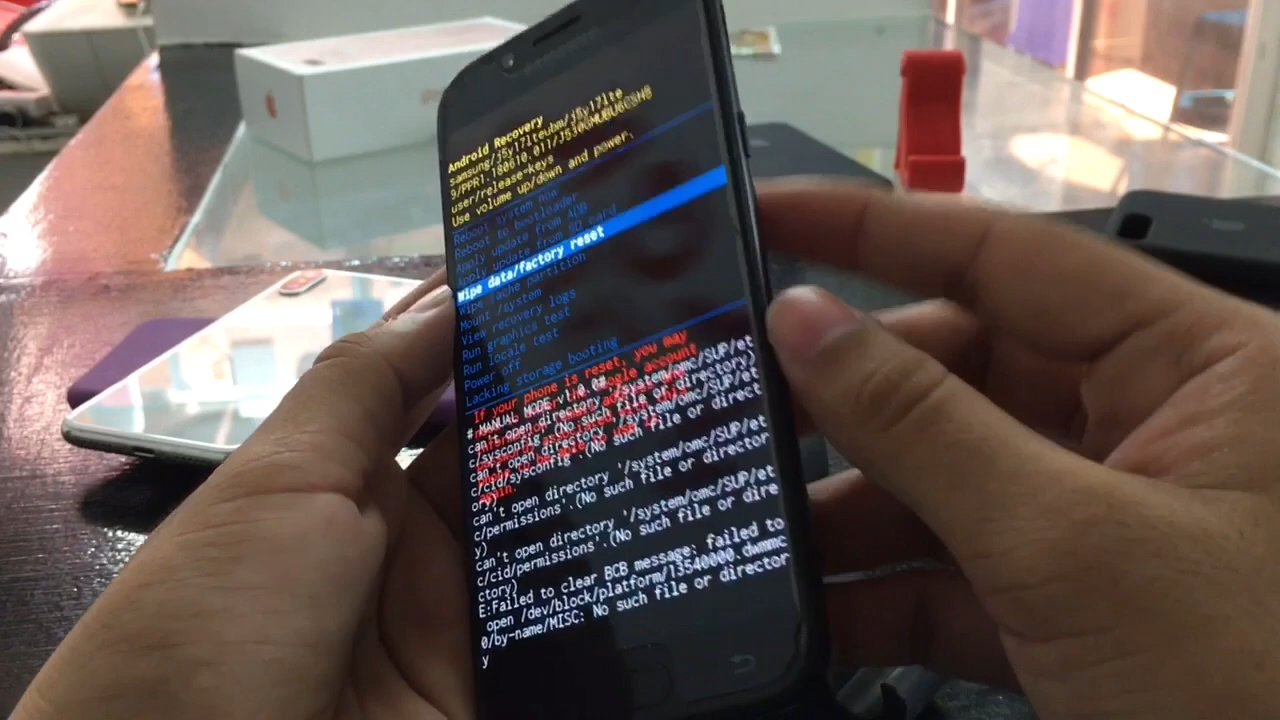 Android Recovery
samsung/j5y17lteubm/j5y17lte
9/PPR1.180610.011/J530GMUBU6CSH8
user/release-keys
Use volume up/down and power.
Reboot system now
Reboot to bootloader
Apply update from ADB
Apply update from SD card
Wipe data/factory reset
Wipe cache partition
Mount /system
View recovery logs
Run graphics test
Run locale test
Power off
Lacking storage booting
If your phone is reset, you may
Google account
again.
# MANUAL MODE v1.0.0#
can't open directory '/system/omc/SUP/et
c/sysconfig'.(No such file or directory)
can't open directory '/system/omc/SUP/et
c/cid/sysconfig'.(No such file or direct
ory)
can't open directory '/system/omc/SUP/et
c/permissions'.(No such file or director
y)
can't open directory '/system/omc/SUP/et
c/cid/permissions'.(No such file or dire
ctory)
E:Failed to clear BCB message: failed to
open /dev/block/platform/13540000.dwmmc
0/by-name/MISC: No such file or director
y